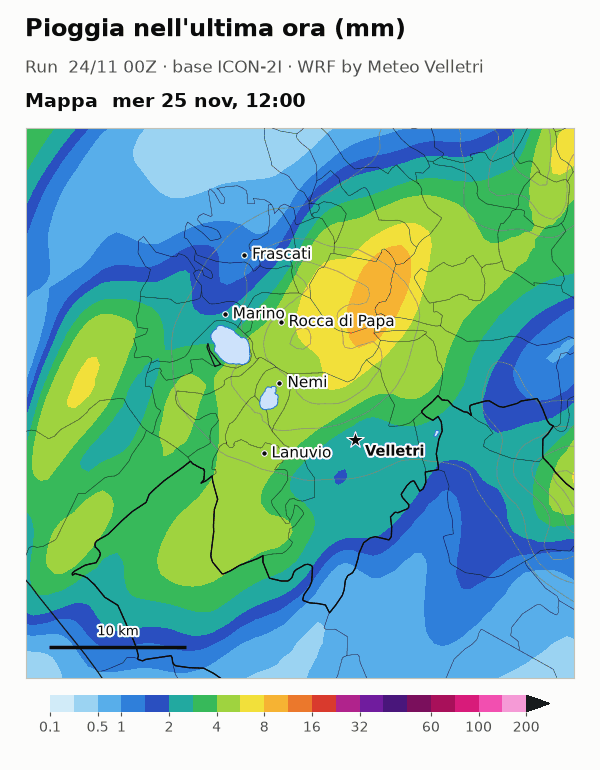 Pioggia nell'ultima ora (mm)
Run  24/11 00Z · base ICON-2I · WRF by Meteo Velletri
Mappa  mer 25 nov, 12:00
Frascati
Marino
Rocca di Papa
Nemi
Velletri
Lanuvio
10 km
0.1 0.5 1 2 4 8 16 32 60 100 200